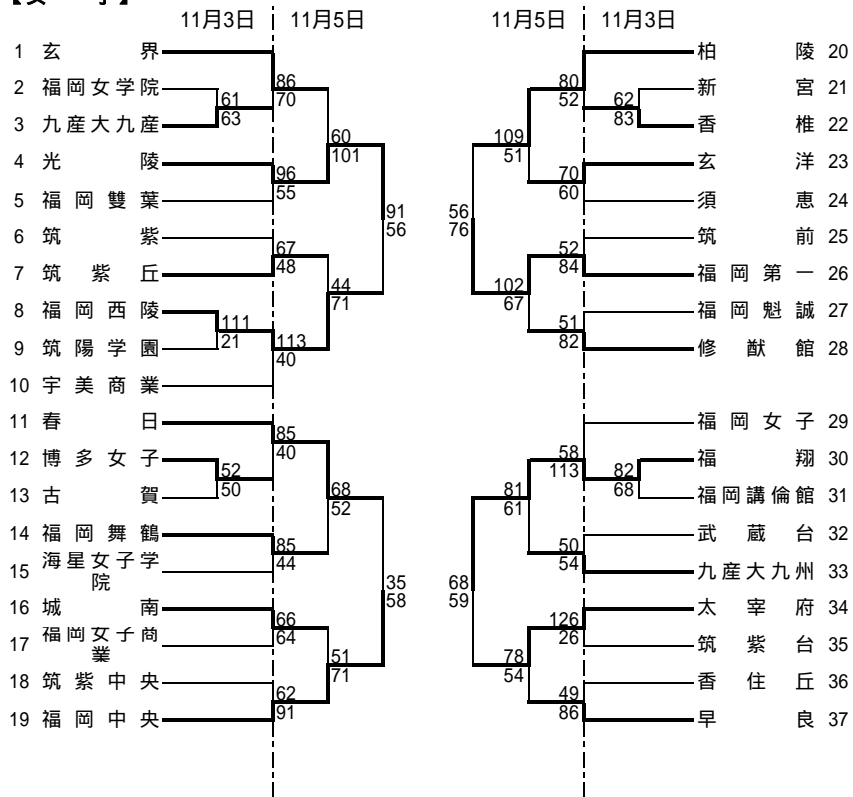 11月3日 11月5日 11月5日 11月3日
1 玄界
柏陵 20
86
80
2 福岡女学院
新宮 21
70
52
61
62
63
83
3 九産大九産
香椎 22
60
109
101
51
4 光陵
玄洋 23
96
70
55
60
5 福岡雙葉
須恵 24
91
56
56
76
6 筑紫
筑前 25
67
52
48
84
7 筑紫丘
福岡第一 26
44
102
71
67
8 福岡西陵
福岡魁誠 27
111
21
113
51
40
82
9 筑陽学園
修猷館 28
10 宇美商業
11 春日
福岡女子 29
85
58
40
113
12 博多女子
福翔 30
52
82
50
68
13 古賀
福岡講倫館 31
68
81
52
61
14 福岡舞鶴
武蔵台 32
85
50
44
54
15 海星女子学
院
九産大九州 33
35
68
58
59
16 城南
太宰府 34
66
126
64
26
17 福岡女子商
業
筑紫台 35
51
78
71
54
18 筑紫中央
香住丘 36
62
49
91
86
19 福岡中央
早良 37